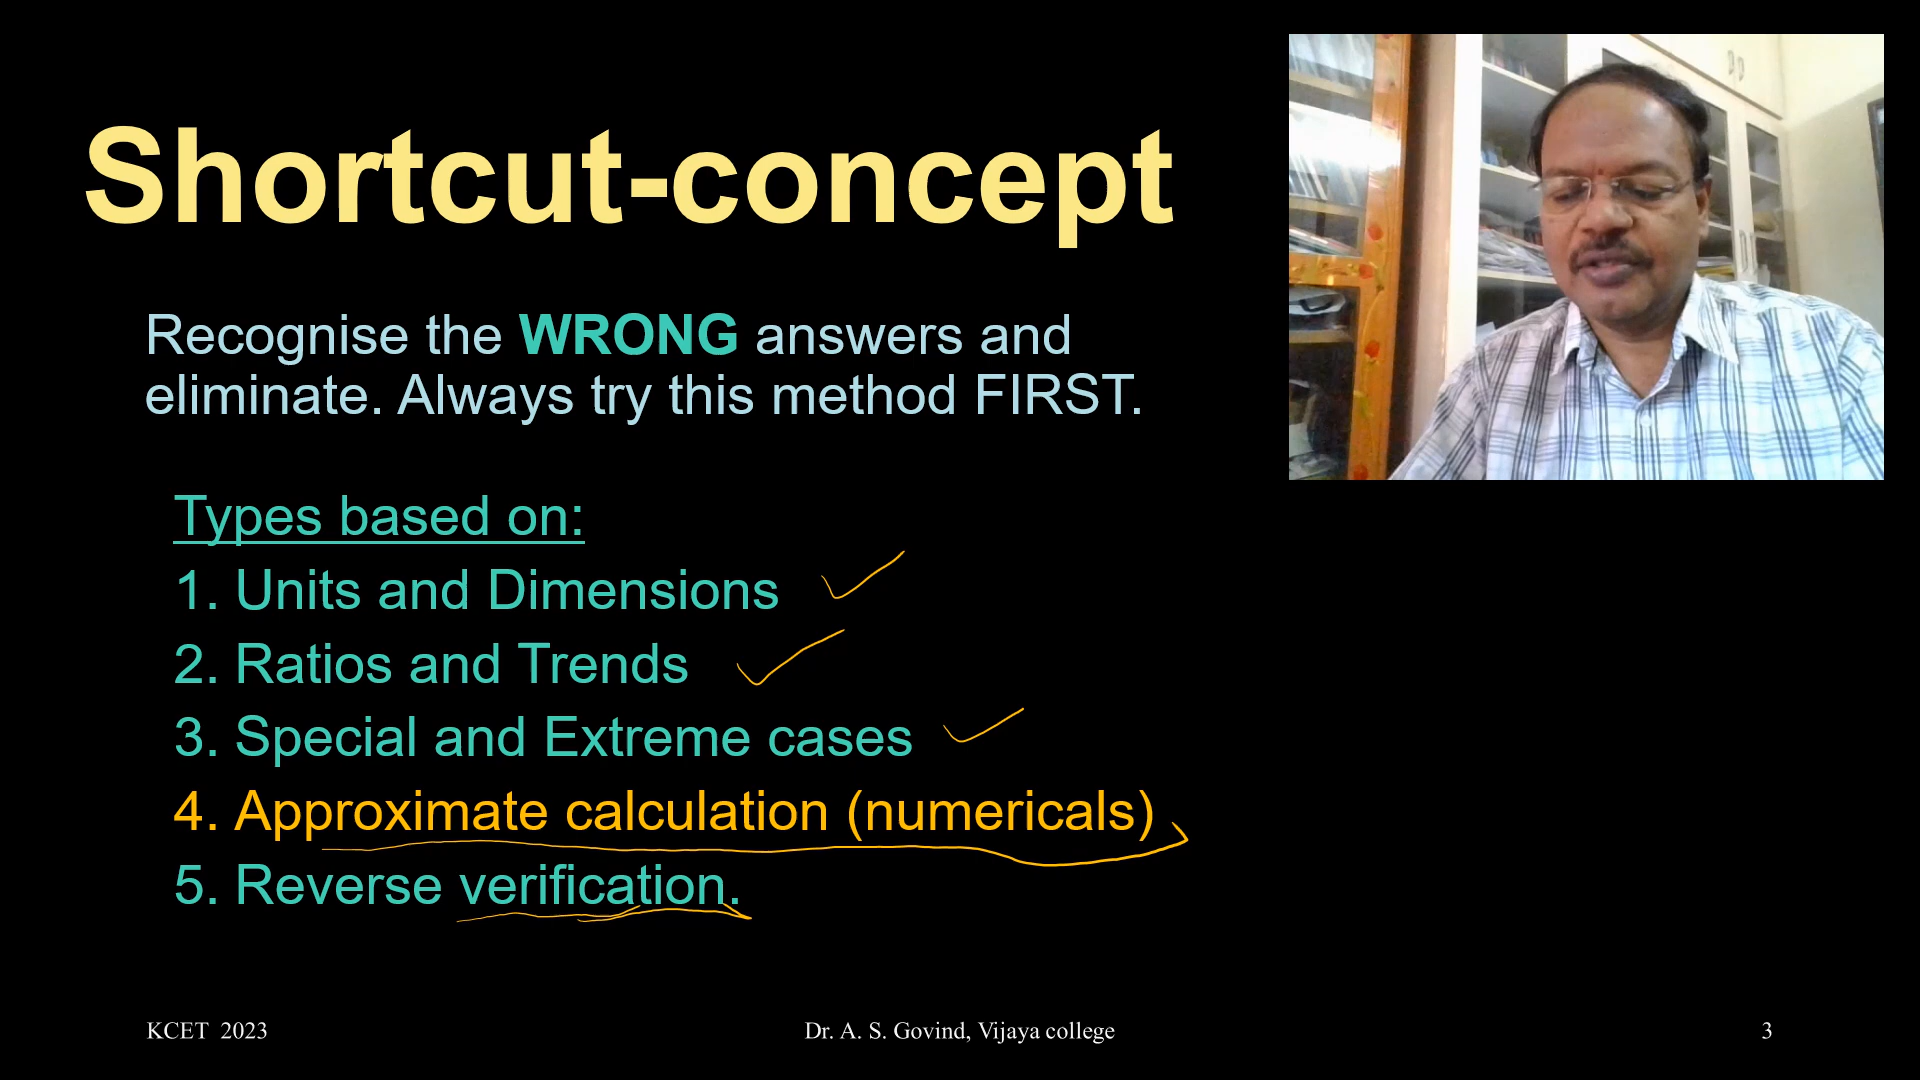 Shortcut-concept
Recognise the WRONG answers and
eliminate. Always try this method FIRST.
Types based on:
1. Units and Dimensions
2. Ratios and Trends
3. Special and Extreme cases
4. Approximate calculation (numericals)
5. Reverse verification.
KCET 2023
Dr. A. S. Govind, Vijaya college
3